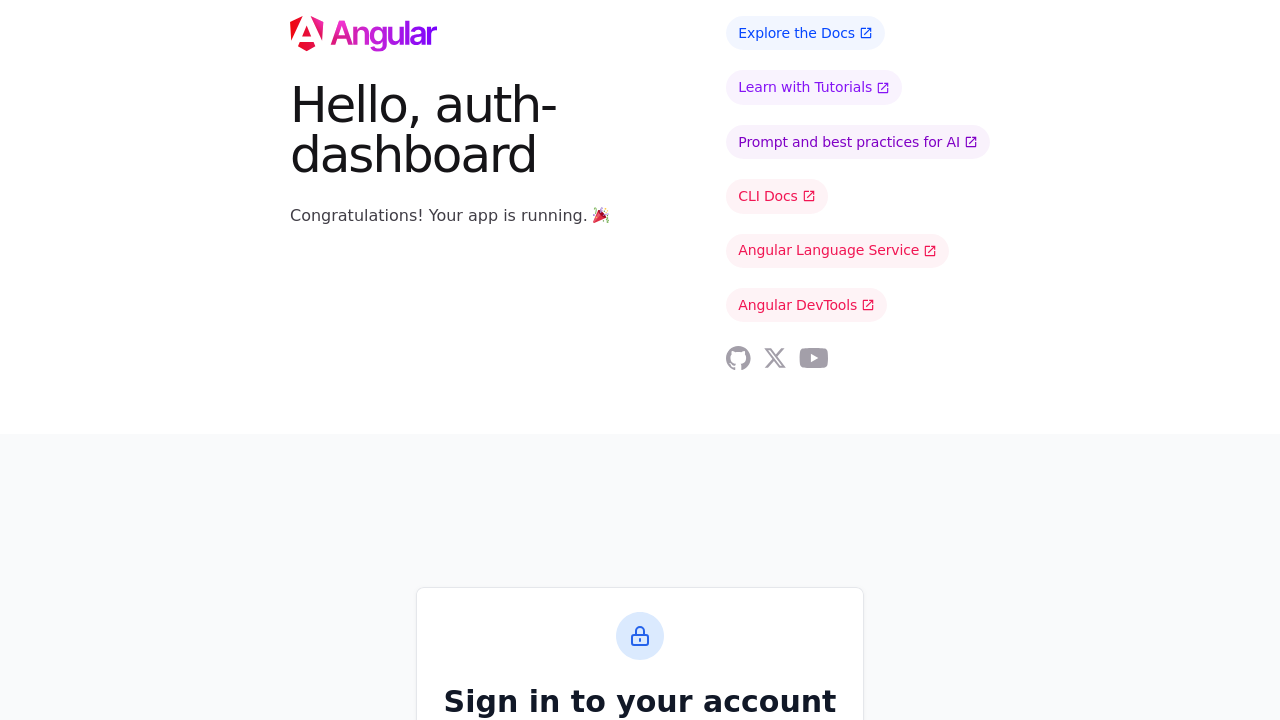 Angular
Hello, auth-
dashboard
Congratulations! Your app is running. 🎉
Explore the Docs
Learn with Tutorials
Prompt and best practices for AI
CLI Docs
Angular Language Service
Angular DevTools
Sign in to your account